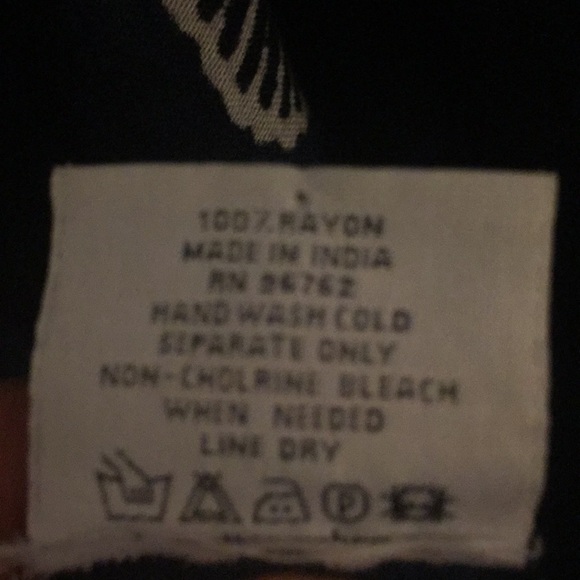 100% RAYON
MADE IN INDIA
RN 96762
HAND WASH COLD
SEPARATE ONLY
NON-CHOLRINE BLEACH
WHEN NEEDED
LINE DRY
P